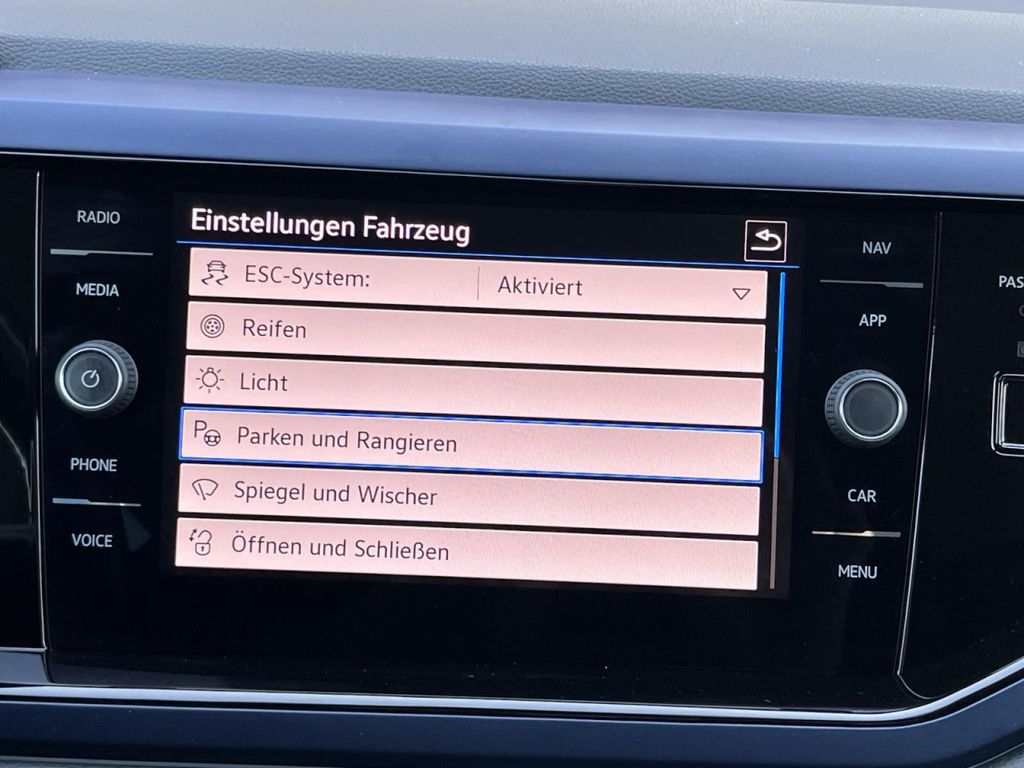 RADIO
MEDIA
PHONE
VOICE
Einstellungen Fahrzeug
ESC-System: Aktiviert
Reifen
Licht
P Parken und Rangieren
Spiegel und Wischer
Öffnen und Schließen
NAV
APP
CAR
MENU
PAS